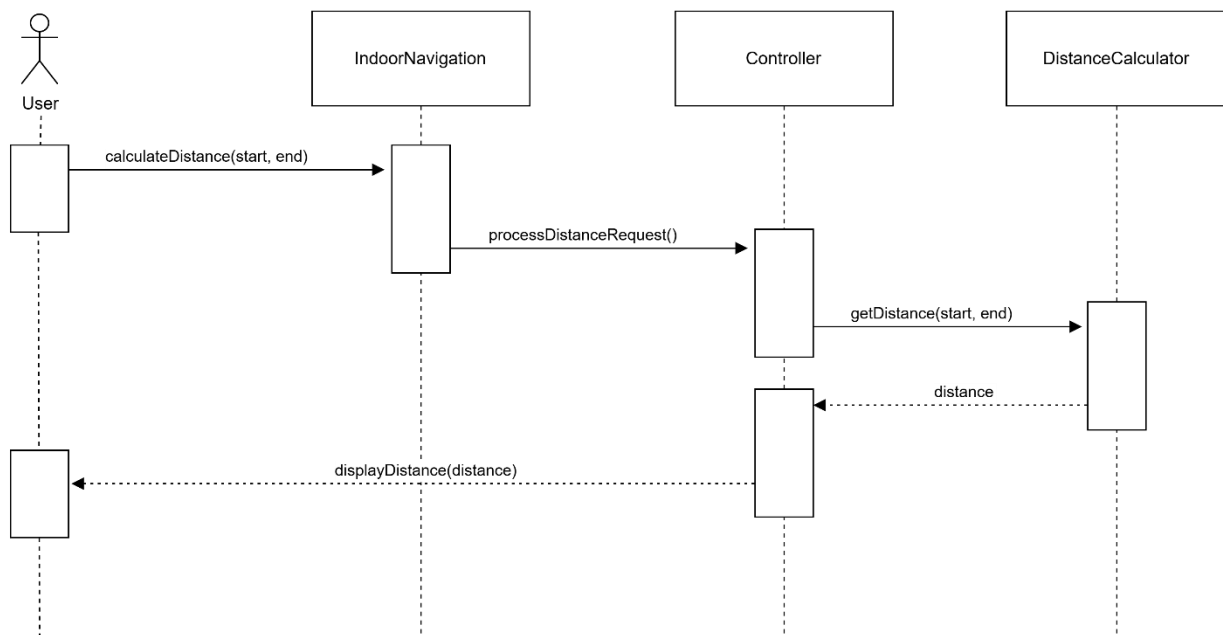 User
IndoorNavigation
Controller
DistanceCalculator
calculateDistance(start, end)
processDistanceRequest()
getDistance(start, end)
distance
displayDistance(distance)